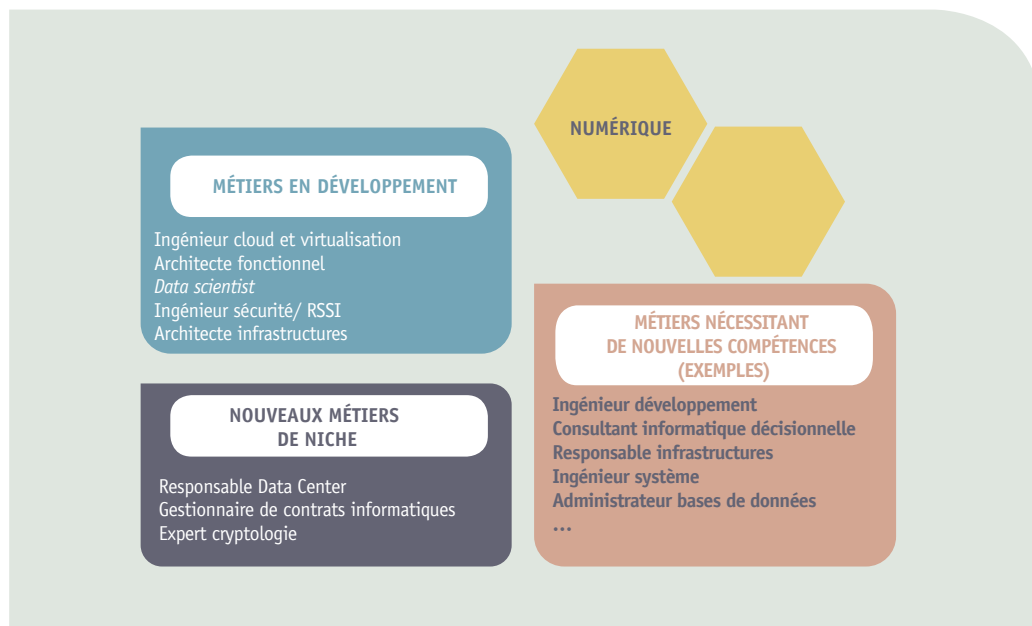 NUMÉRIQUE
MÉTIERS EN DÉVELOPPEMENT
Ingénieur cloud et virtualisation
Architecte fonctionnel
Data scientist
Ingénieur sécurité/ RSSI
Architecte infrastructures
NOUVEAUX MÉTIERS
DE NICHE
Responsable Data Center
Gestionnaire de contrats informatiques
Expert cryptologie
MÉTIERS NÉCESSITANT
DE NOUVELLES COMPÉTENCES
(EXEMPLES)
Ingénieur développement
Consultant informatique décisionnelle
Responsable infrastructures
Ingénieur système
Administrateur bases de données
...